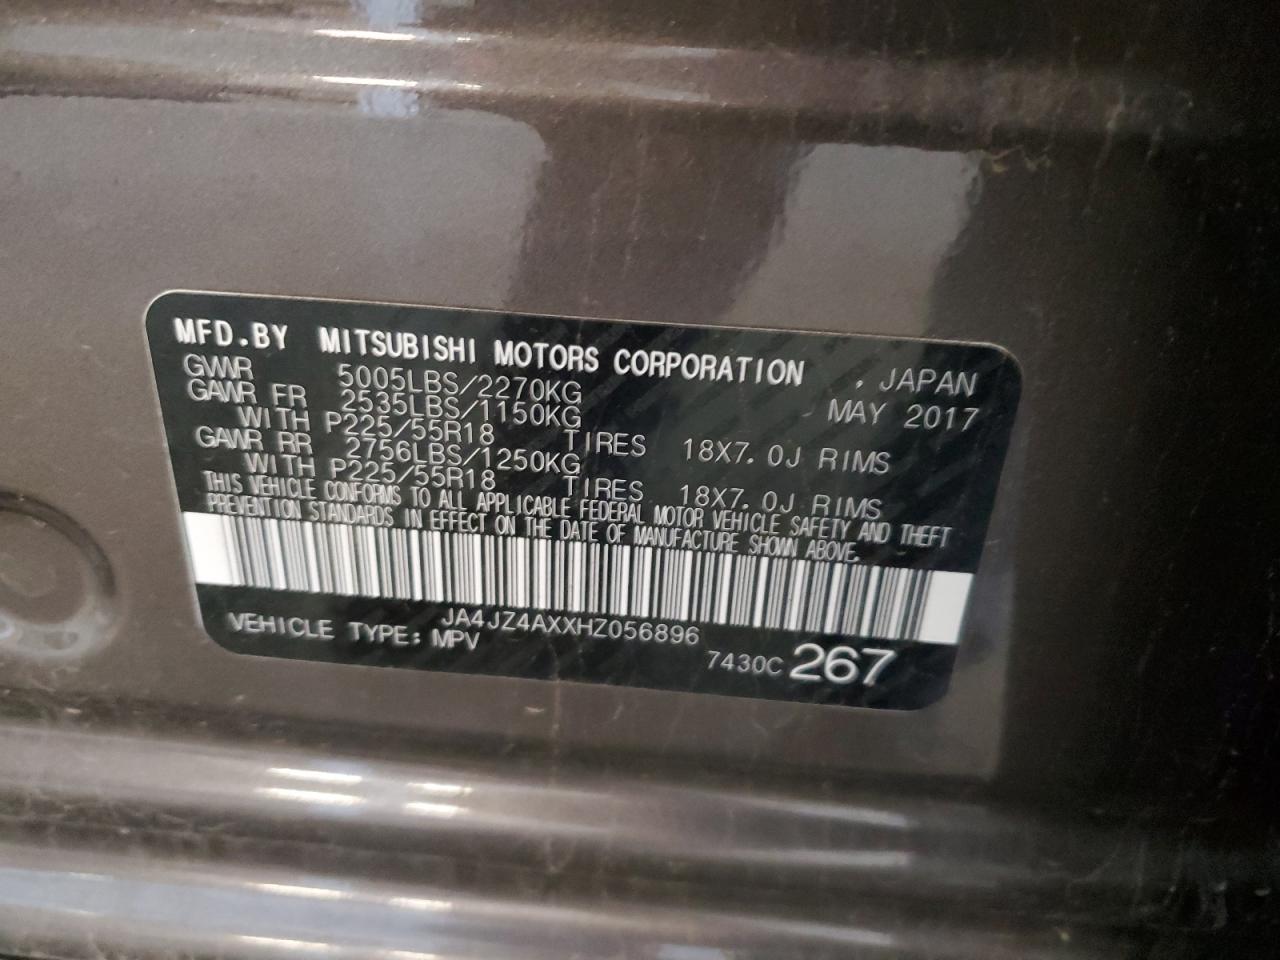 MFD.BY MITSUBISHI MOTORS CORPORATION , JAPAN
GWWR 5005LBS/2270KG MAY 2017
GAWR FR 2535LBS/1150KG
WITH P225/55R18 TIRES 18X7.0J RIMS
GAWR RR 2756LBS/1250KG
WITH P225/55R18 TIRES 18X7.0J RIMS
THIS VEHICLE CONFORMS TO ALL APPLICABLE FEDERAL MOTOR VEHICLE SAFETY AND THEFT
PREVENTION STANDARDS IN EFFECT ON THE DATE OF MANUFACTURE SHOWN ABOVE.
JA4JZ4AXXHZ056896
VEHICLE TYPE: MPV 7430C 267